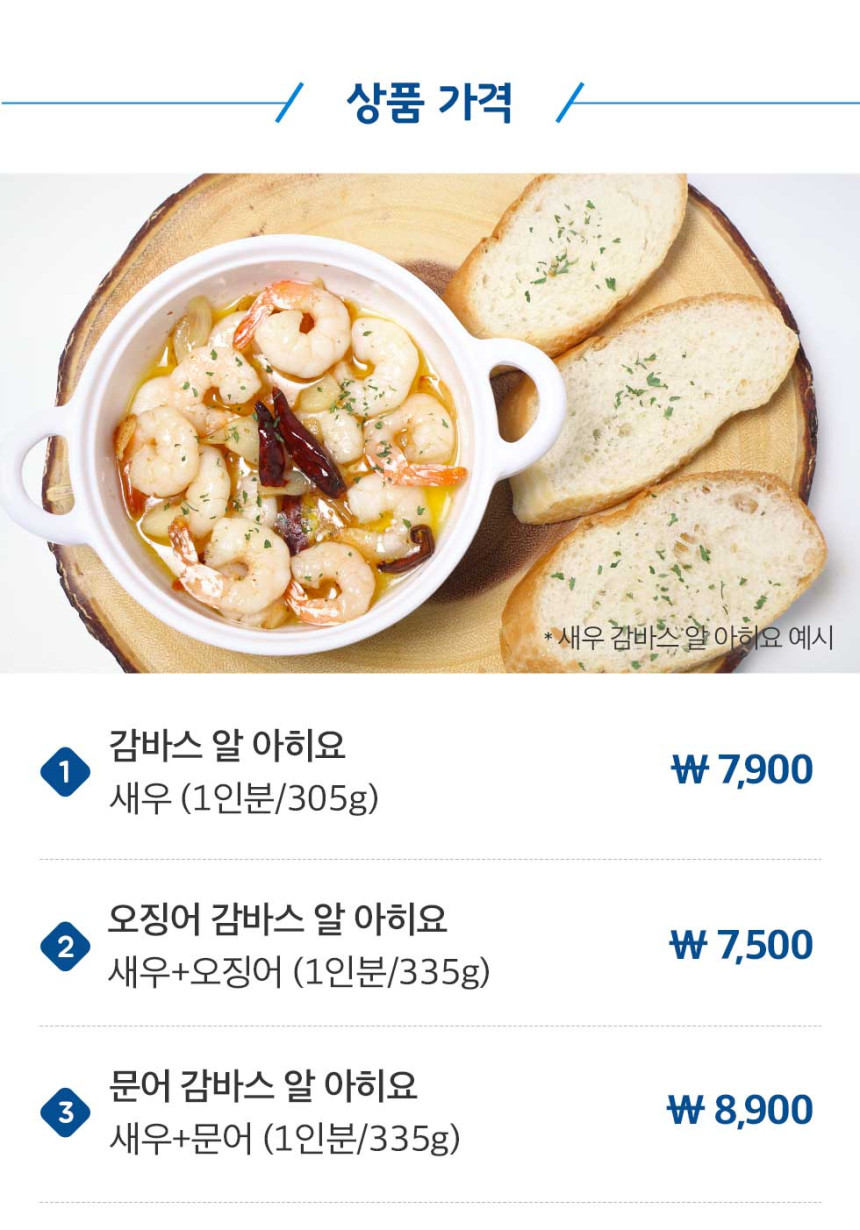 상품 가격
* 새우 감바스 알 아히요 예시
1
감바스 알 아히요
새우 (1인분/305g)
₩ 7,900
2
오징어 감바스 알 아히요
새우+오징어 (1인분/335g)
₩ 7,500
3
문어 감바스 알 아히요
새우+문어 (1인분/335g)
₩ 8,900